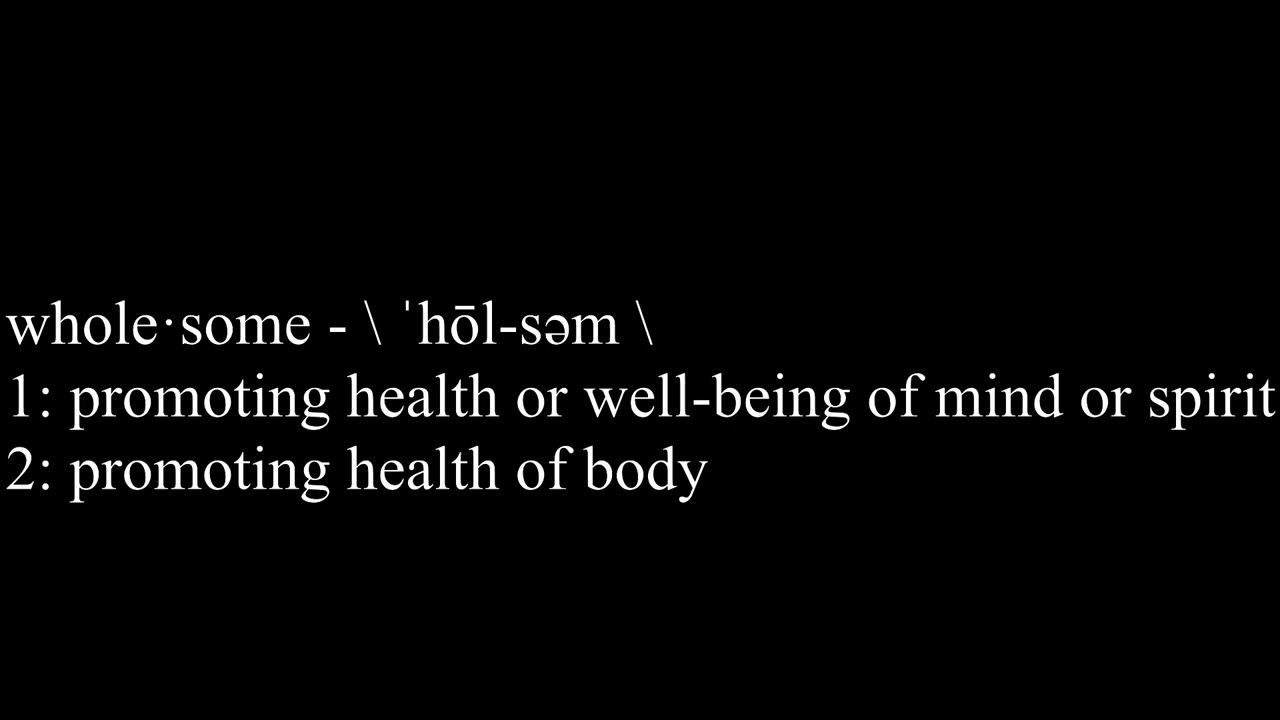 whole·some - \ ˈhōl-səm \
1: promoting health or well-being of mind or spirit
2: promoting health of body